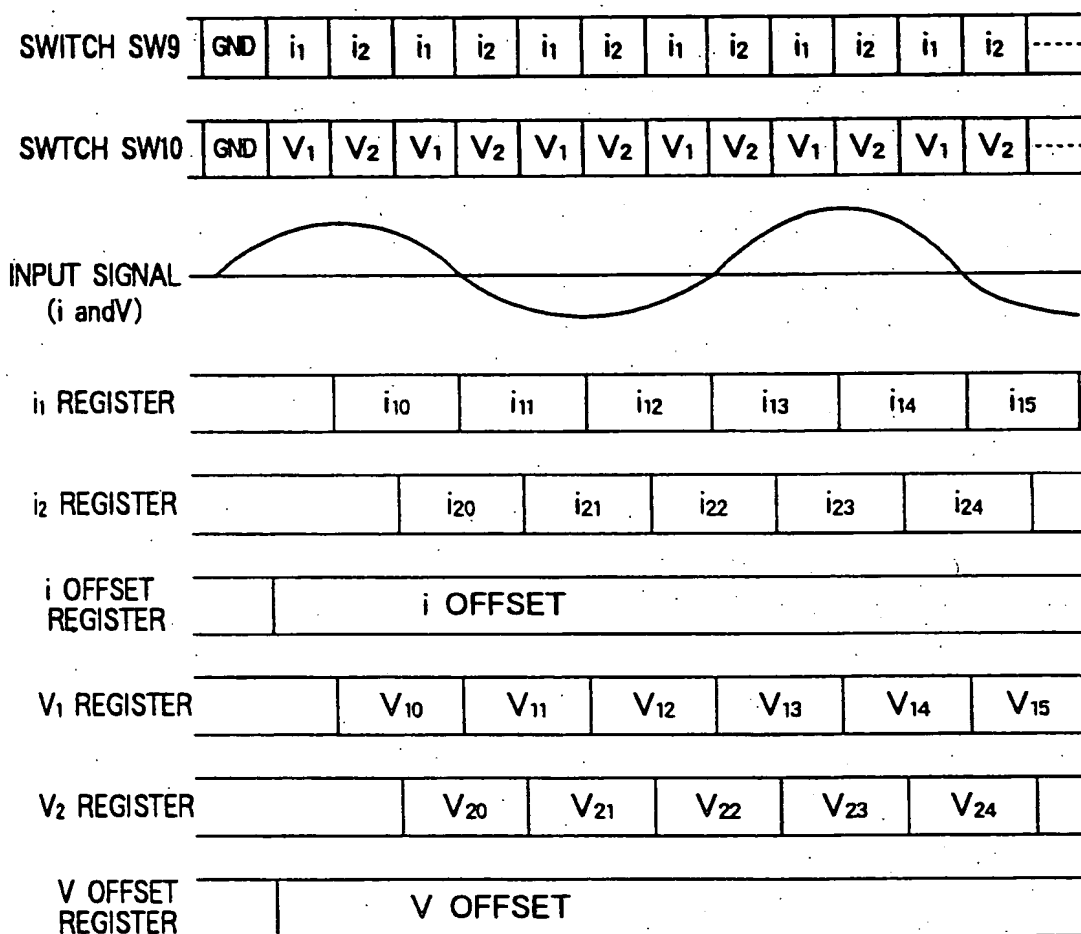 SWITCH SW9 GND i1 i2 i1 i2 i1 i2 i1 i2 i1 i2 i1 i2 -----
SWTCH SW10 GND V1 V2 V1 V2 V1 V2 V1 V2 V1 V2 V1 V2 -----
INPUT SIGNAL
(i andV)
i1 REGISTER i10 i11 i12 i13 i14 i15
i2 REGISTER i20 i21 i22 i23 i24
i OFFSET
REGISTER
i OFFSET
V1 REGISTER V10 V11 V12 V13 V14 V15
V2 REGISTER V20 V21 V22 V23 V24
V OFFSET
REGISTER
V OFFSET